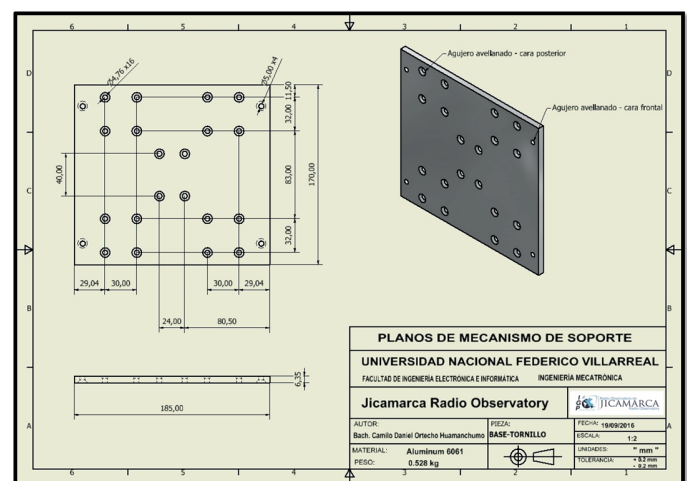 6 5 4 3 2 1
Ø4,76 x16
Ø5,00 x4
11,50
32,00
83,00
170,00
32,00
40,00
29,04 30,00 30,00 29,04
24,00 80,50
6,35
185,00
Agujero avellanado - cara posterior
Agujero avellanado - cara frontal
D D
C C
B B
A A
PLANOS DE MECANISMO DE SOPORTE
UNIVERSIDAD NACIONAL FEDERICO VILLARREAL
FACULTAD DE INGENIERÍA ELECTRÓNICA E INFORMÁTICA INGENIERÍA MECATRÓNICA
Jicamarca Radio Observatory
JICAMARCA
AUTOR:
Bach. Camilo Daniel Ortecho Huamanchumo
PIEZA:
BASE-TORNILLO
FECHA: 19/09/2016
ESCALA: 1:2
MATERIAL: Aluminum 6061
PESO: 0.528 kg
UNIDADES: " mm "
TOLERANCIA: + 0.2 mm
- 0.2 mm
6 5 4 3 2 1